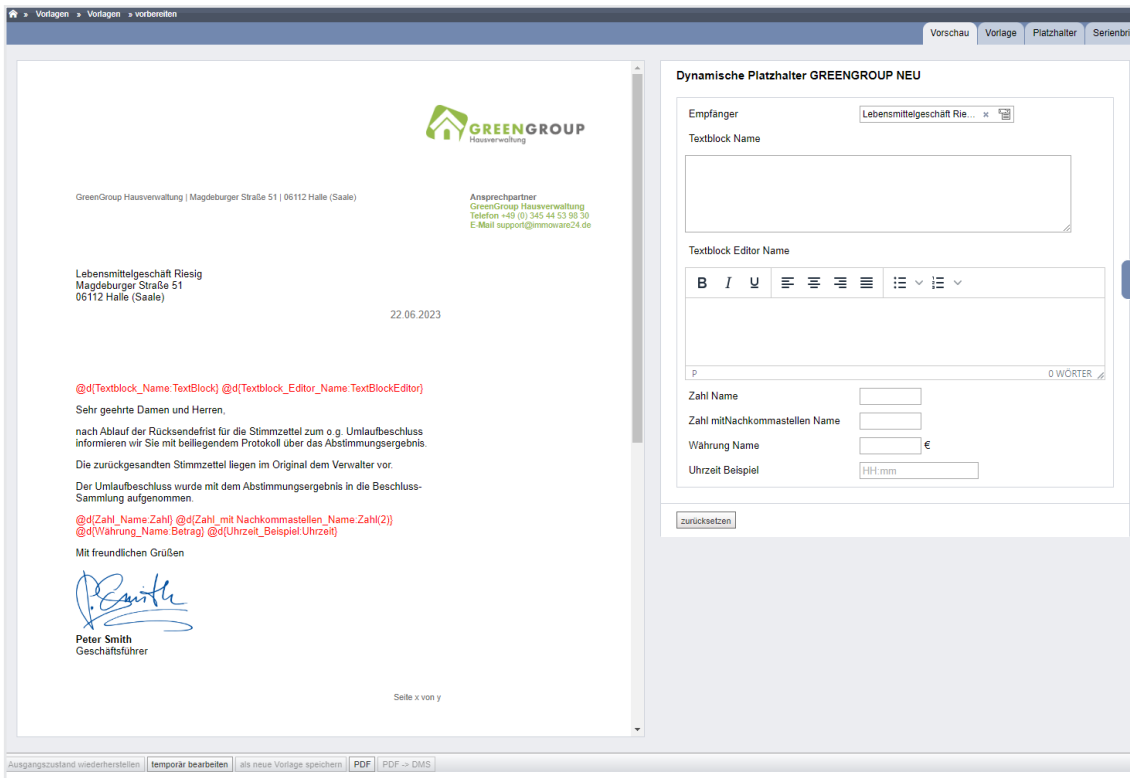 » Vorlagen » Vorlagen » vorbereiten
Vorschau Vorlage Platzhalter Serienbri
GREENGROUP
Hausverwaltung
GreenGroup Hausverwaltung | Magdeburger Straße 51 | 06112 Halle (Saale)
Ansprechpartner
GreenGroup Hausverwaltung
Telefon +49 (0) 345 44 53 98 30
E-Mail support@immoware24.de
Lebensmittelgeschäft Riesig
Magdeburger Straße 51
06112 Halle (Saale)
22.06.2023
@d{Textblock_Name:TextBlock} @d{Textblock_Editor_Name:TextBlockEditor}
Sehr geehrte Damen und Herren,
nach Ablauf der Rücksendefrist für die Stimmzettel zum o.g. Umlaufbeschluss
informieren wir Sie mit beiliegendem Protokoll über das Abstimmungsergebnis.
Die zurückgesandten Stimmzettel liegen im Original dem Verwalter vor.
Der Umlaufbeschluss wurde mit dem Abstimmungsergebnis in die Beschluss-
Sammlung aufgenommen.
@d{Zahl_Name:Zahl} @d{Zahl_mit Nachkommastellen_Name:Zahl(2)}
@d{Währung_Name:Betrag} @d{Uhrzeit_Beispiel:Uhrzeit}
Mit freundlichen Grüßen
P. Smith
Peter Smith
Geschäftsführer
Seite x von y
Dynamische Platzhalter GREENGROUP NEU
Empfänger Lebensmittelgeschäft Rie... ×
Textblock Name
Textblock Editor Name
B I U
P 0 WÖRTER
Zahl Name
Zahl mitNachkommastellen Name
Währung Name €
Uhrzeit Beispiel HH:mm
zurücksetzen
Ausgangszustand wiederherstellen temporär bearbeiten als neue Vorlage speichern PDF PDF -> DMS